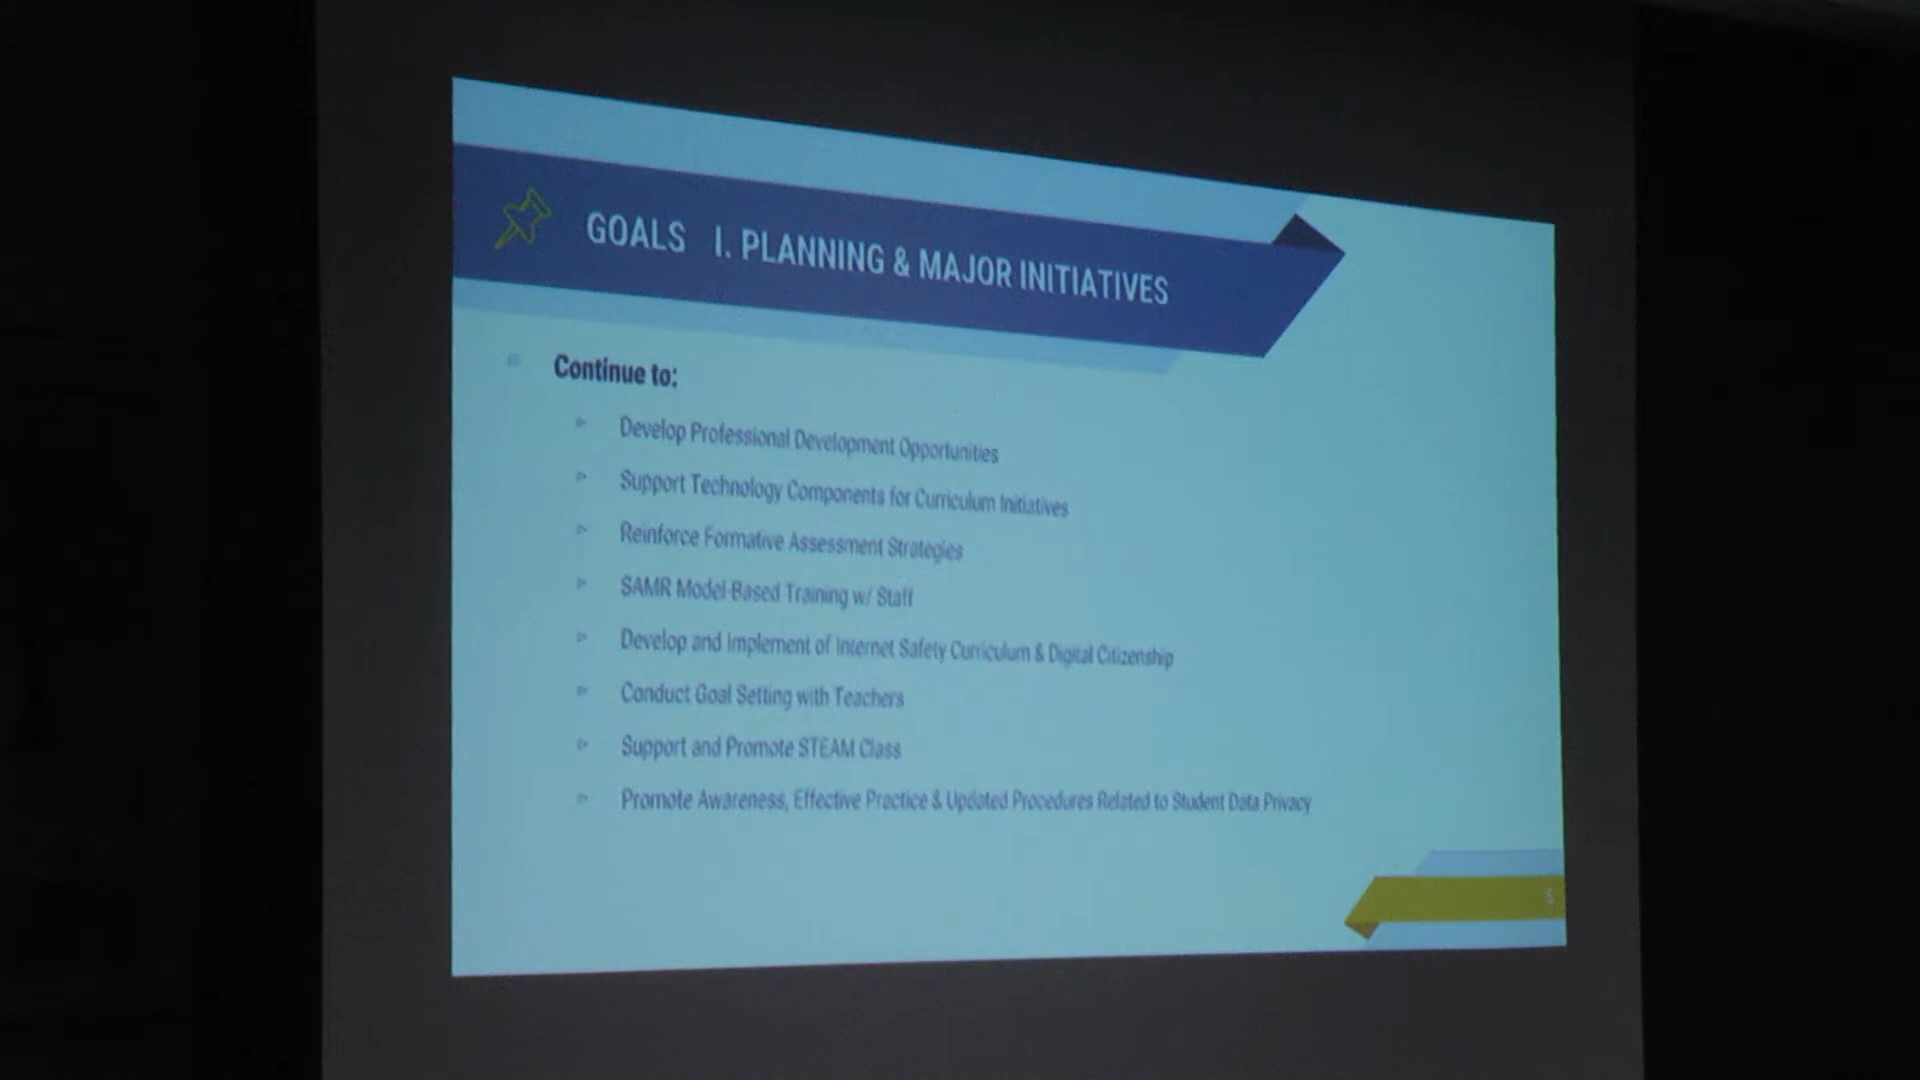 GOALS I. PLANNING & MAJOR INITIATIVES
Continue to:
Develop Professional Development Opportunities
Support Technology Components for Curriculum Initiatives
Reinforce Formative Assessment Strategies
SAMR Model-Based Training w/ Staff
Develop and Implement of Internet Safety Curriculum & Digital Citizenship
Conduct Goal Setting with Teachers
Support and Promote STEAM Class
Promote Awareness, Effective Practice & Updated Procedures Related to Student Data Privacy